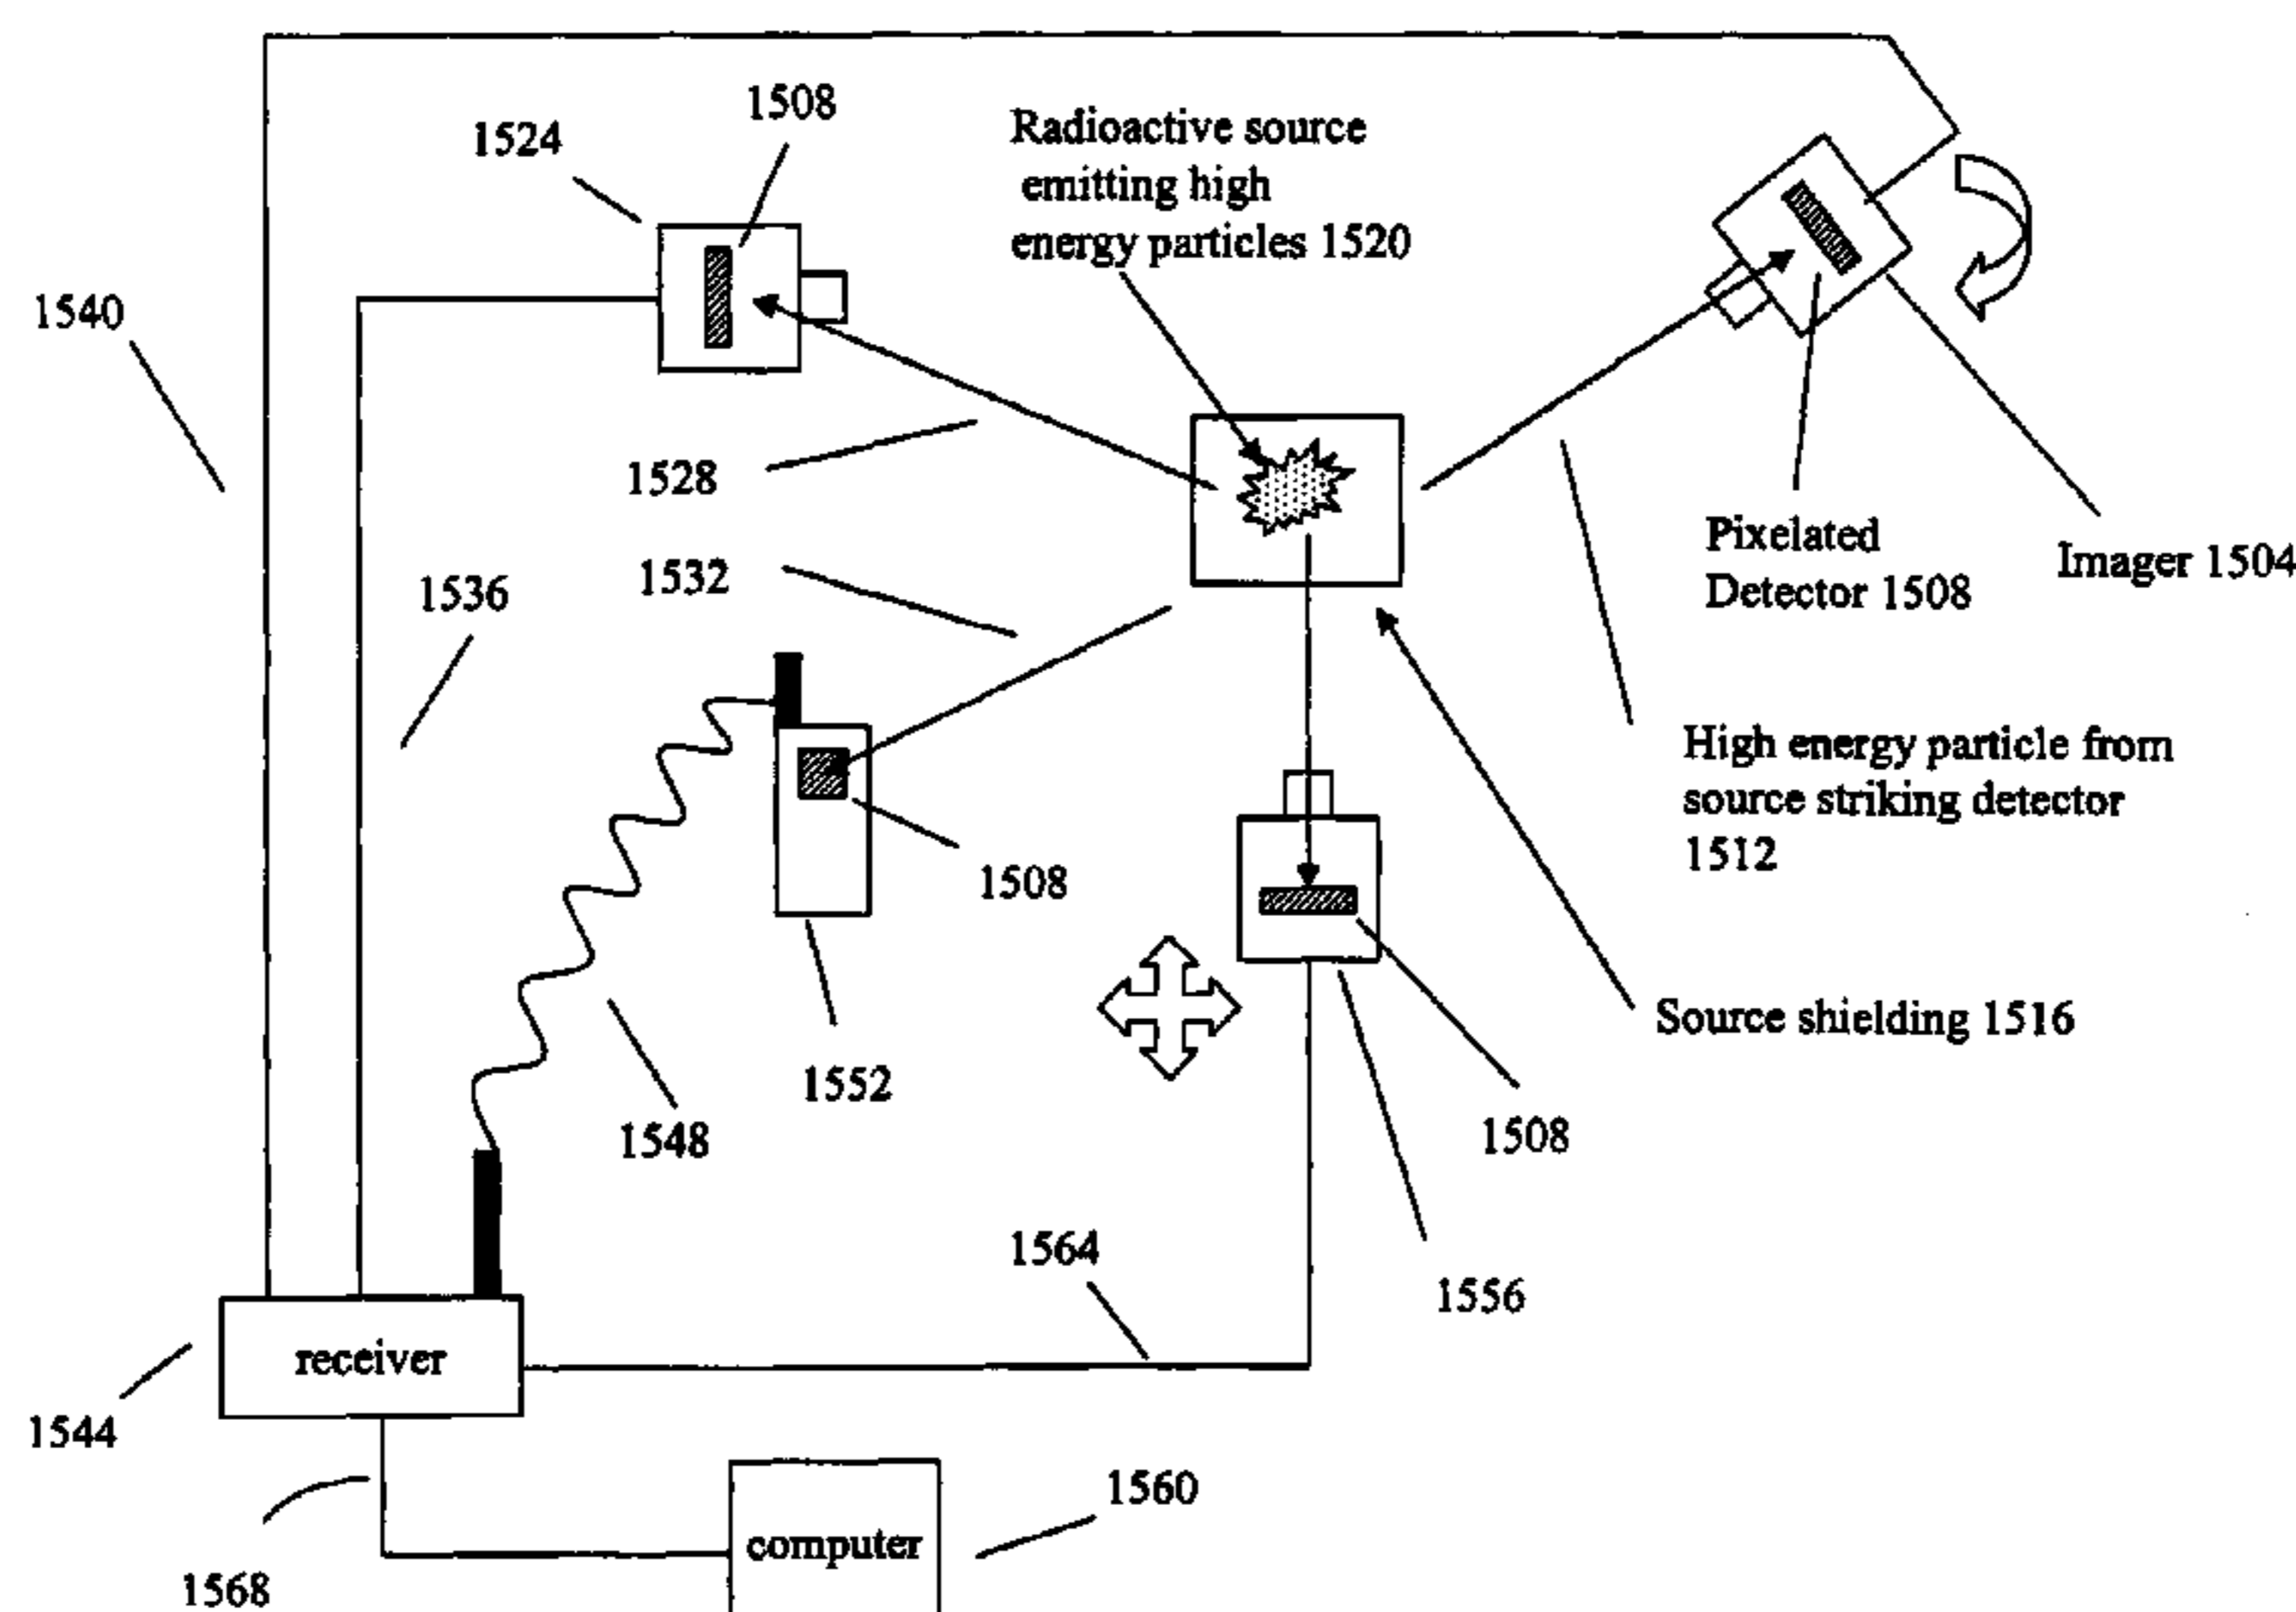 1508
1524
Radioactive source
emitting high
energy particles 1520
1540
1528
1532
1536
Pixelated
Detector 1508
Imager 1504
High energy particle from
source striking detector
1512
1508
Source shielding 1516
1552
1548
1508
1564
1556
receiver
1544
1560
computer
1568